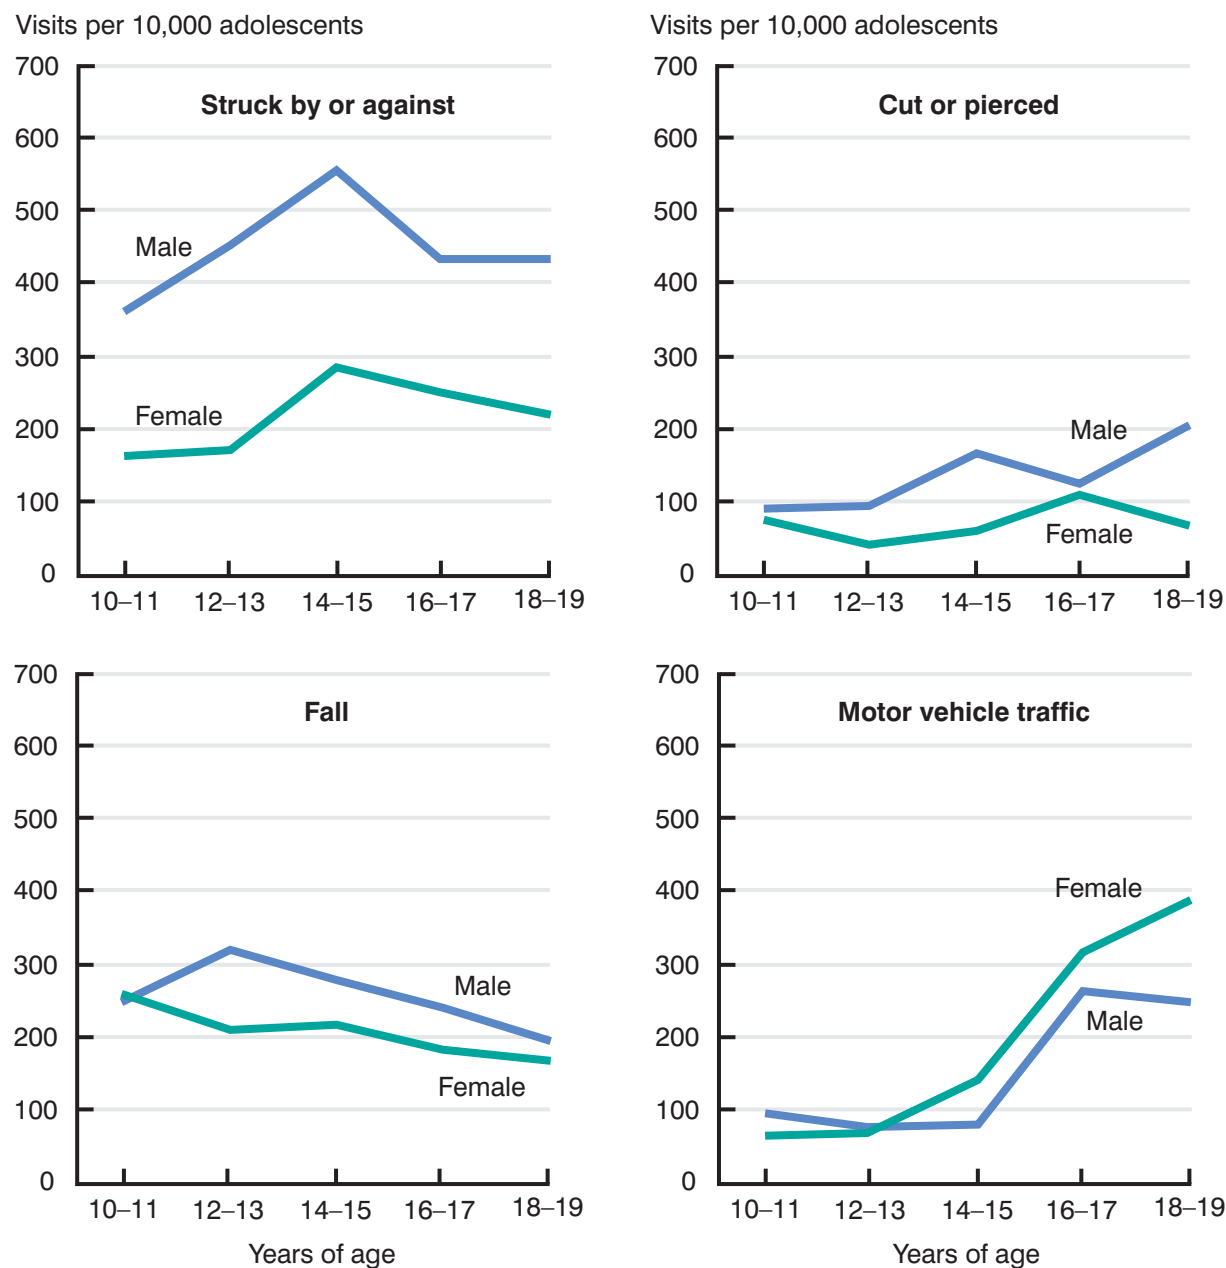 Visits per 10,000 adolescents
Visits per 10,000 adolescents
Struck by or against
700
600
500
400
300
200
100
0
Male
Female
10–11 12–13 14–15 16–17 18–19
Cut or pierced
700
600
500
400
300
200
100
0
Male
Female
10–11 12–13 14–15 16–17 18–19
Fall
700
600
500
400
300
200
100
0
Male
Female
10–11 12–13 14–15 16–17 18–19
Years of age
Motor vehicle traffic
700
600
500
400
300
200
100
0
Female
Male
10–11 12–13 14–15 16–17 18–19
Years of age